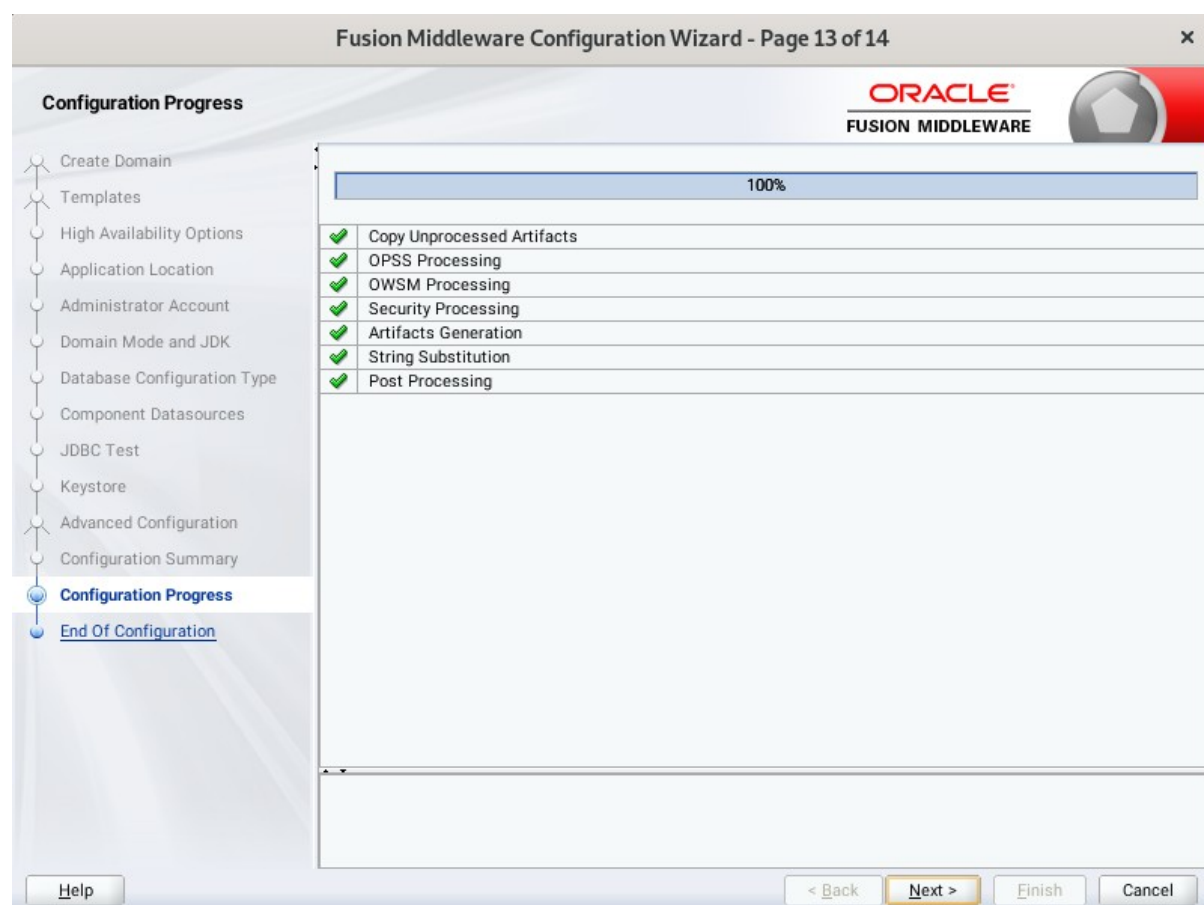 Fusion Middleware Configuration Wizard - Page 13 of 14
Configuration Progress
ORACLE
FUSION MIDDLEWARE
Create Domain
Templates
High Availability Options
Application Location
Administrator Account
Domain Mode and JDK
Database Configuration Type
Component Datasources
JDBC Test
Keystore
Advanced Configuration
Configuration Summary
Configuration Progress
End Of Configuration
100%
Copy Unprocessed Artifacts
OPSS Processing
OWSM Processing
Security Processing
Artifacts Generation
String Substitution
Post Processing
Help
< Back
Next >
Finish
Cancel